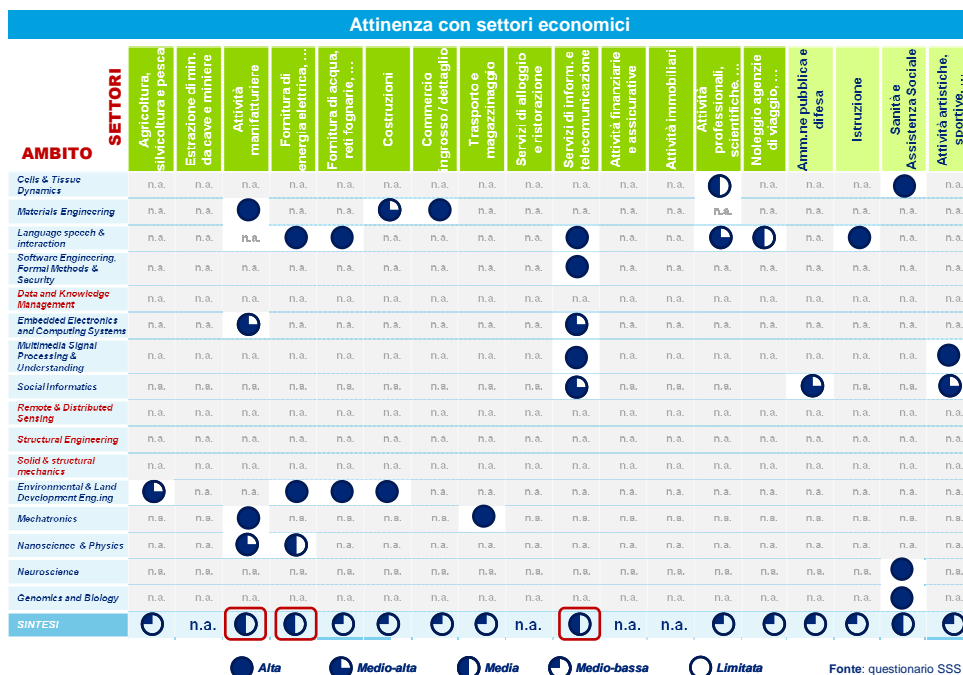 Attinenza con settori economici
SETTORI
AMBITO
Agricoltura,
silvicoltura e pesca
Estrazione di min.
da cave e miniere
Attività
manifatturiere
Fornitura di
energia elettrica, …
Fornitura di acqua,
reti fognarie, …
Costruzioni
Commercio
ingrosso / dettaglio
Trasporto e
magazzinaggio
Servizi di alloggio
e ristorazione
Servizi di inform. e
telecomunicazione
Attività finanziarie
e assicurative
Attività immobiliari
Attività
professionali,
scientifiche, …
Noleggio agenzie
di viaggio, …
Amm.ne pubblica e
difesa
Istruzione
Sanità e
Assistenza Sociale
Attività artistiche,
sportive, …
Cells & Tissue
Dynamics
n.a. n.a. n.a. n.a. n.a. n.a. n.a. n.a. n.a. n.a. n.a. n.a. n.a. n.a. n.a. n.a.
Materials Engineering
n.a. n.a. n.a. n.a. n.a. n.a. n.a. n.a. n.a. n.a. n.a. n.a. n.a. n.a. n.a.
Language speech &
interaction
n.a. n.a. n.a. n.a. n.a. n.a. n.a. n.a. n.a. n.a. n.a. n.a.
Software Engineering,
Formal Methods &
Security
n.a. n.a. n.a. n.a. n.a. n.a. n.a. n.a. n.a. n.a. n.a. n.a. n.a. n.a. n.a. n.a. n.a.
Data and Knowledge
Management
n.a. n.a. n.a. n.a. n.a. n.a. n.a. n.a. n.a. n.a. n.a. n.a. n.a. n.a. n.a. n.a. n.a. n.a.
Embedded Electronics
and Computing Systems
n.a. n.a. n.a. n.a. n.a. n.a. n.a. n.a. n.a. n.a. n.a. n.a. n.a. n.a. n.a. n.a.
Multimedia Signal
Processing &
Understanding
n.a. n.a. n.a. n.a. n.a. n.a. n.a. n.a. n.a. n.a. n.a. n.a. n.a. n.a. n.a. n.a.
Social Informatics
n.a. n.a. n.a. n.a. n.a. n.a. n.a. n.a. n.a. n.a. n.a. n.a. n.a. n.a. n.a.
Remote & Distributed
Sensing
n.a. n.a. n.a. n.a. n.a. n.a. n.a. n.a. n.a. n.a. n.a. n.a. n.a. n.a. n.a. n.a. n.a. n.a.
Structural Engineering
n.a. n.a. n.a. n.a. n.a. n.a. n.a. n.a. n.a. n.a. n.a. n.a. n.a. n.a. n.a. n.a. n.a. n.a.
Solid & structural
mechanics
n.a. n.a. n.a. n.a. n.a. n.a. n.a. n.a. n.a. n.a. n.a. n.a. n.a. n.a. n.a. n.a. n.a. n.a.
Environmental & Land
Development Eng.ing
n.a. n.a. n.a. n.a. n.a. n.a. n.a. n.a. n.a. n.a. n.a. n.a. n.a. n.a.
Mechatronics
n.a. n.a. n.a. n.a. n.a. n.a. n.a. n.a. n.a. n.a. n.a. n.a. n.a. n.a. n.a. n.a.
Nanoscience & Physics
n.a. n.a. n.a. n.a. n.a. n.a. n.a. n.a. n.a. n.a. n.a. n.a. n.a. n.a. n.a. n.a.
Neuroscience
n.a. n.a. n.a. n.a. n.a. n.a. n.a. n.a. n.a. n.a. n.a. n.a. n.a. n.a. n.a. n.a. n.a.
Genomics and Biology
n.a. n.a. n.a. n.a. n.a. n.a. n.a. n.a. n.a. n.a. n.a. n.a. n.a. n.a. n.a. n.a. n.a.
SINTESI
n.a. n.a. n.a. n.a.
Alta Medio-alta Media Medio-bassa Limitata
Fonte: questionario SSS